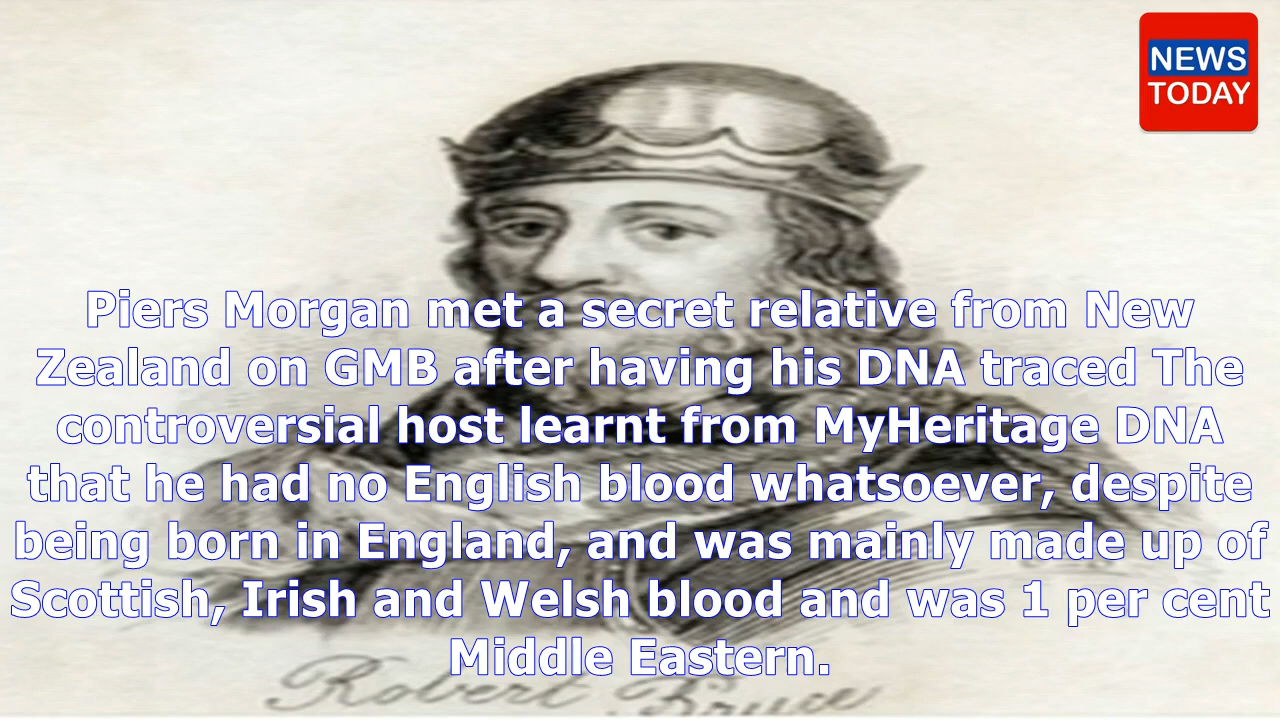 NEWS
TODAY
Piers Morgan met a secret relative from New
Zealand on GMB after having his DNA traced The
controversial host learnt from MyHeritage DNA
that he had no English blood whatsoever, despite
being born in England, and was mainly made up of
Scottish, Irish and Welsh blood and was 1 per cent
Middle Eastern.
Robert Bruce